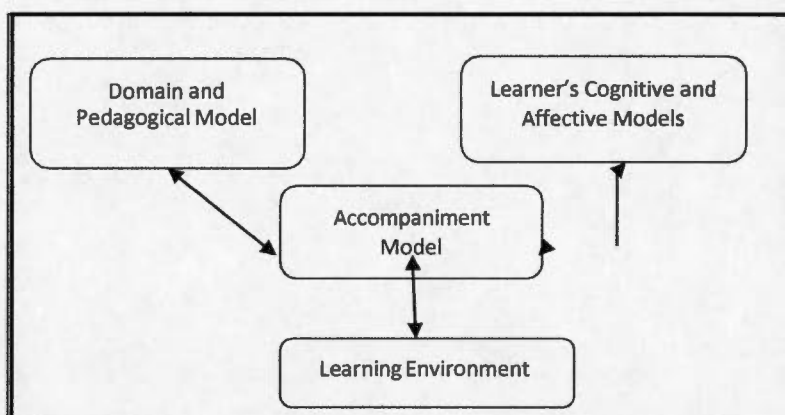 Domain and
Pedagogical Model
Learner's Cognitive and
Affective Models
Accompaniment
Model
Learning Environment